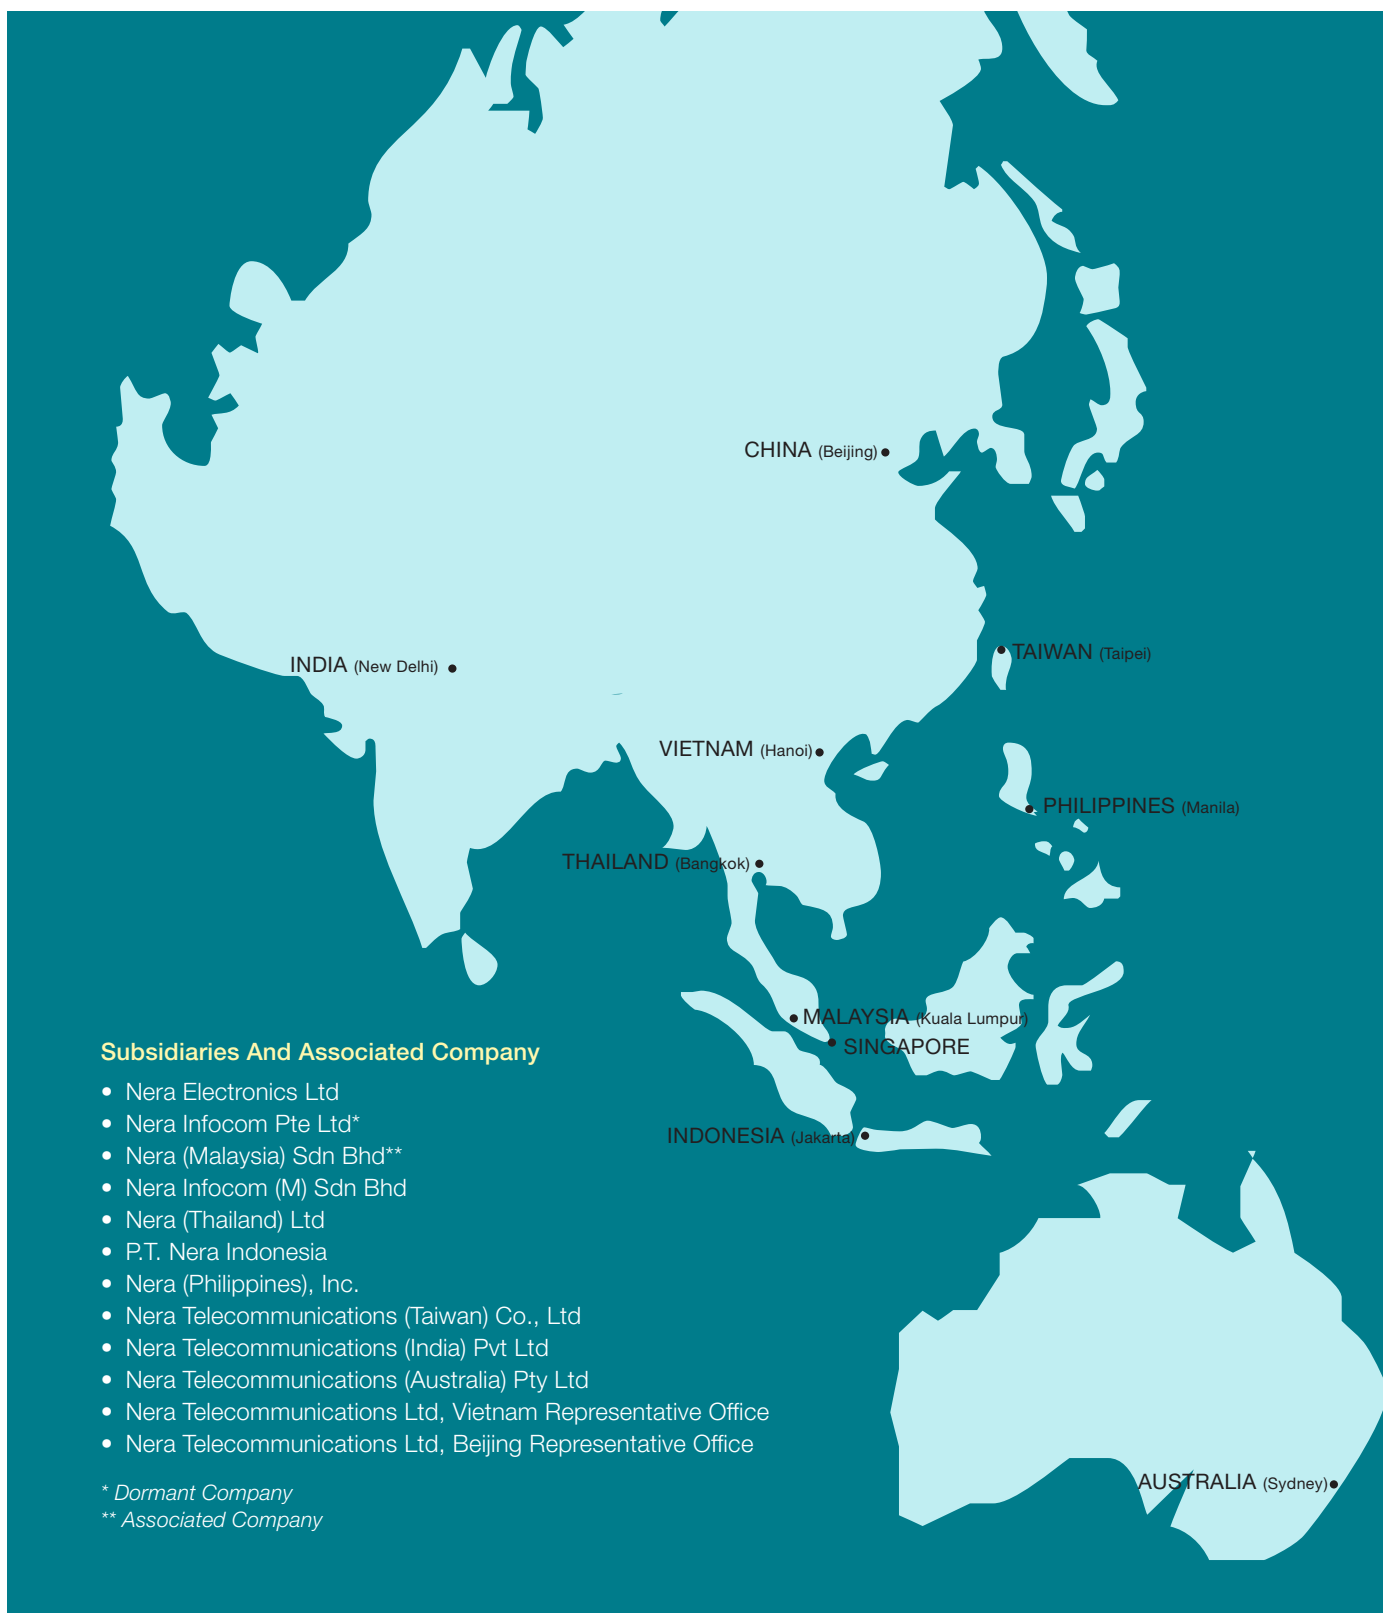 CHINA (Beijing)
TAIWAN (Taipei)
INDIA (New Delhi)
VIETNAM (Hanoi)
PHILIPPINES (Manila)
THAILAND (Bangkok)
MALAYSIA (Kuala Lumpur)
SINGAPORE
INDONESIA (Jakarta)
AUSTRALIA (Sydney)
Subsidiaries And Associated Company
• Nera Electronics Ltd
• Nera Infocom Pte Ltd*
• Nera (Malaysia) Sdn Bhd**
• Nera Infocom (M) Sdn Bhd
• Nera (Thailand) Ltd
• P.T. Nera Indonesia
• Nera (Philippines), Inc.
• Nera Telecommunications (Taiwan) Co., Ltd
• Nera Telecommunications (India) Pvt Ltd
• Nera Telecommunications (Australia) Pty Ltd
• Nera Telecommunications Ltd, Vietnam Representative Office
• Nera Telecommunications Ltd, Beijing Representative Office
* Dormant Company
** Associated Company